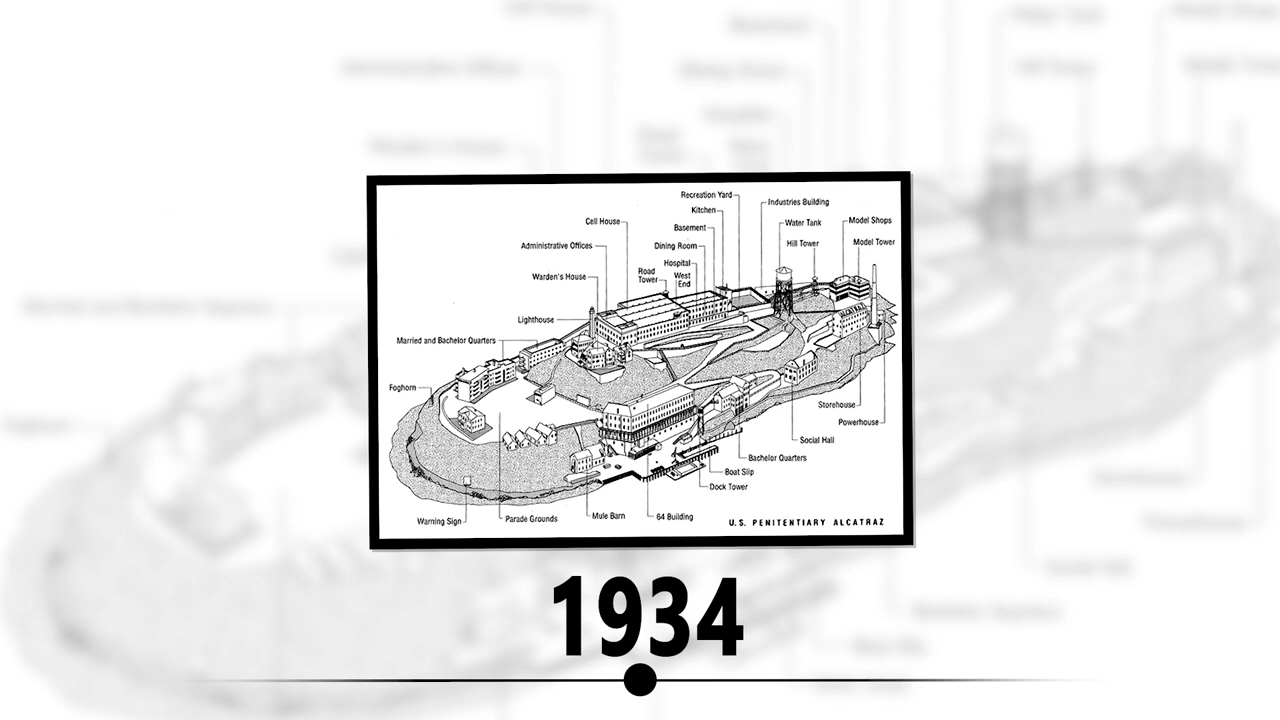 Recreation Yard
Industries Building
Kitchen
Cell House
Basement
Water Tank
Model Shops
Administrative Offices
Dining Room
Hill Tower
Model Tower
Hospital
Warden's House
Road
Tower
West
End
Lighthouse
Married and Bachelor Quarters
Foghorn
Storehouse
Powerhouse
Social Hall
Bachelor Quarters
Boat Slip
Dock Tower
Warning Sign
Parade Grounds
Mule Barn
64 Building
U.S. PENITENTIARY ALCATRAZ
1934